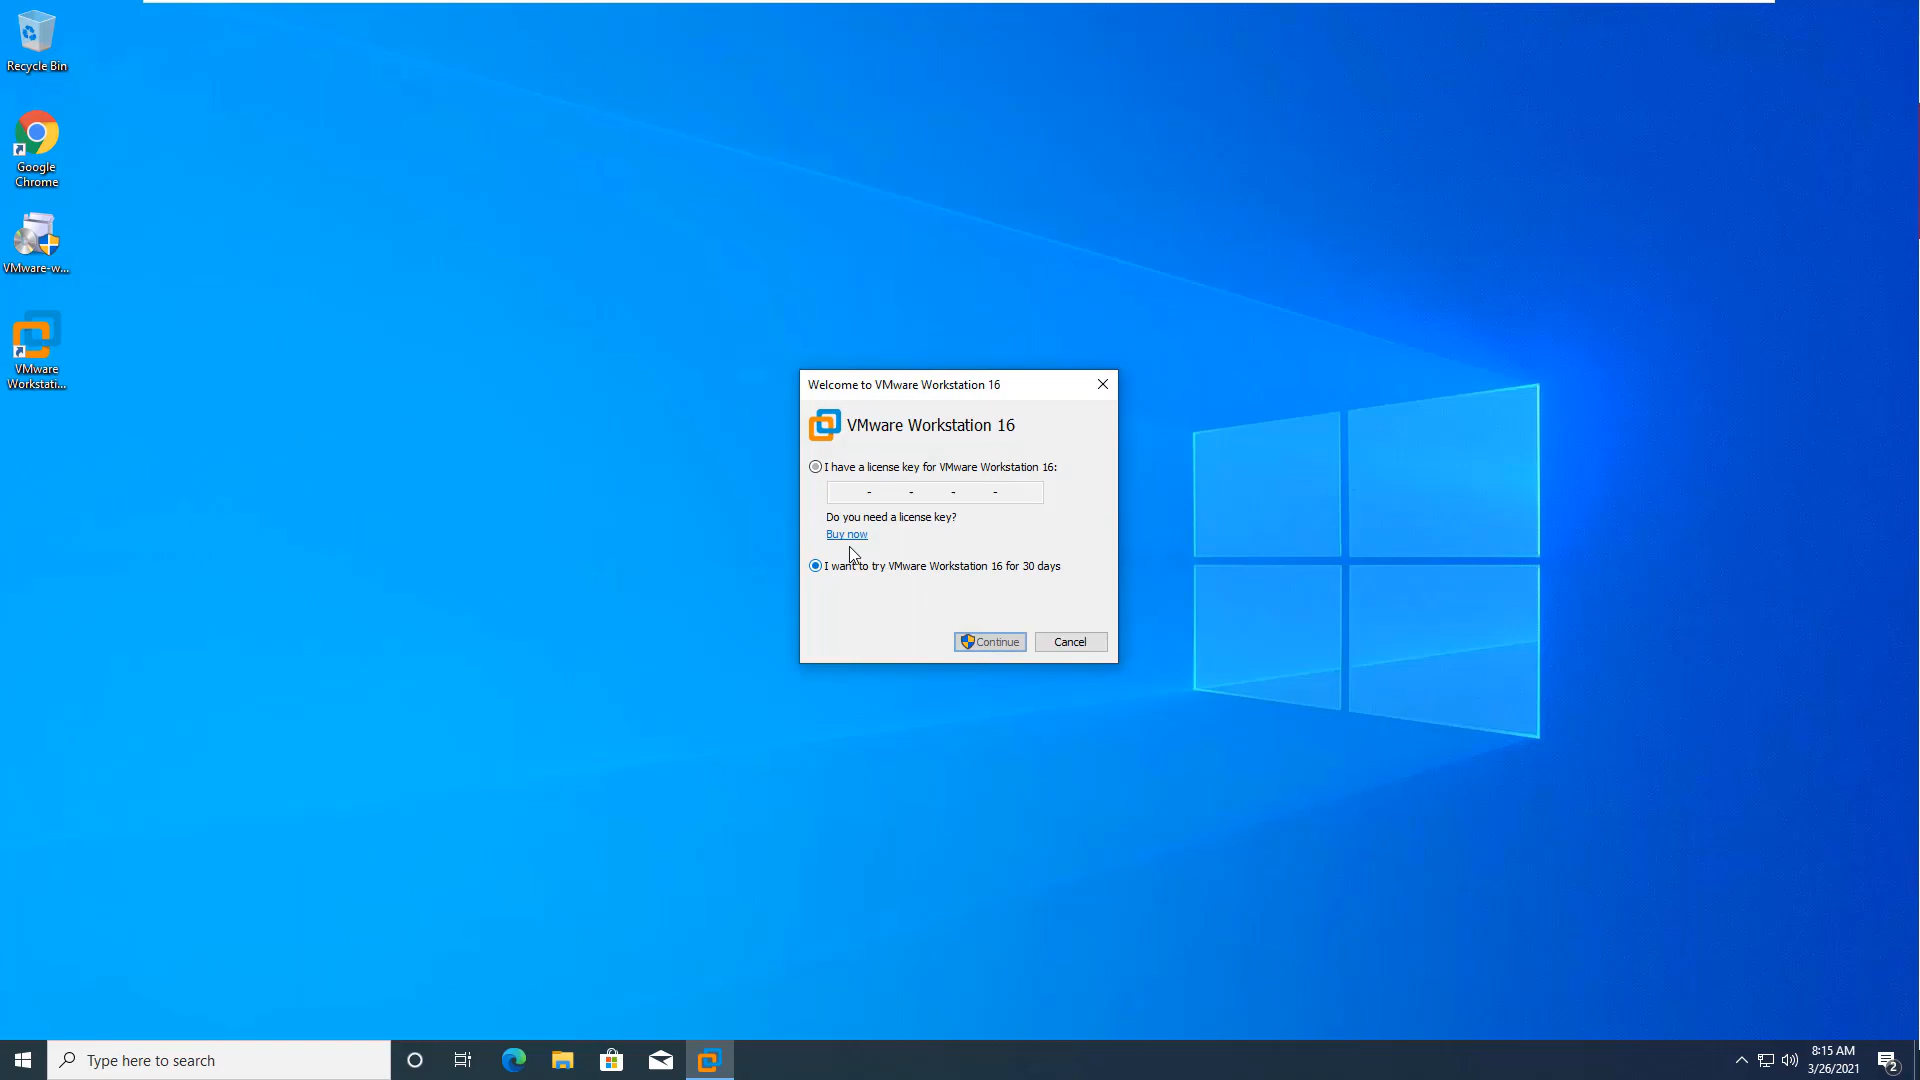 Recycle Bin
Google
Chrome
VMware-w...
VMware
Workstati...
Welcome to VMware Workstation 16
VMware Workstation 16
I have a license key for VMware Workstation 16:
- - - -
Do you need a license key?
Buy now
I want to try VMware Workstation 16 for 30 days
Continue
Cancel
Type here to search
8:15 AM
3/26/2021
2